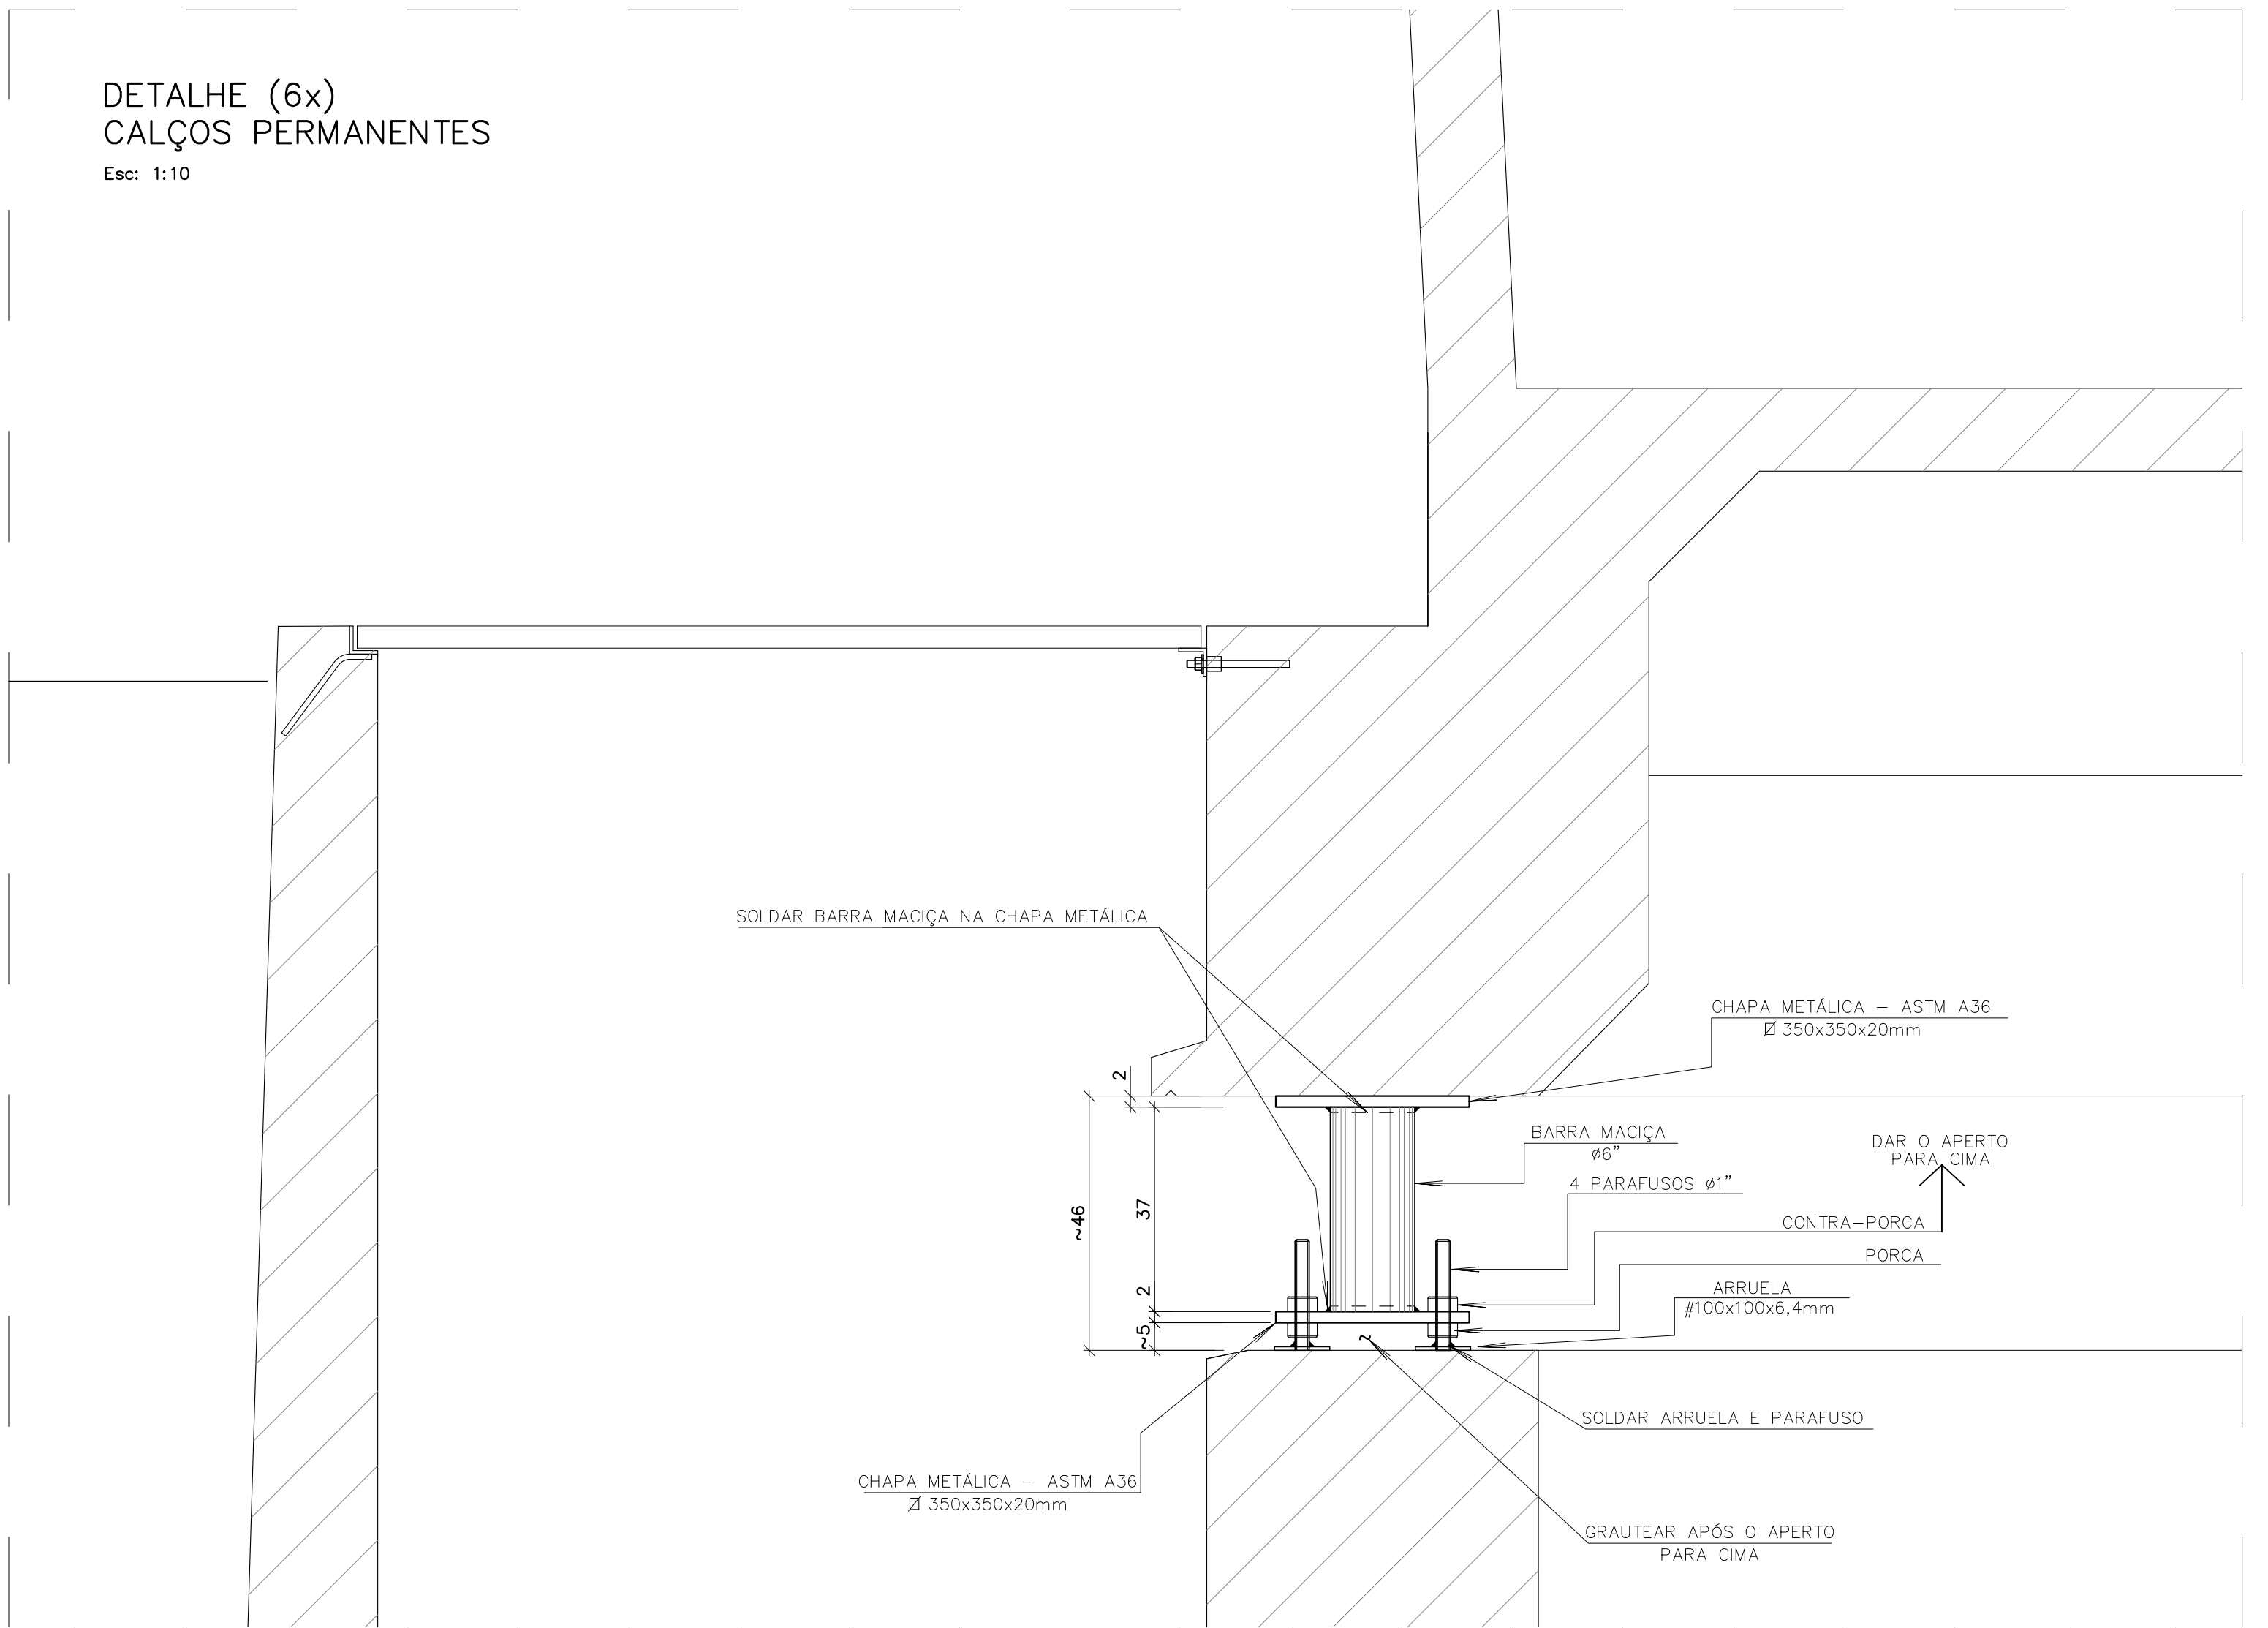 DETALHE (6x)
CALÇOS PERMANENTES
Esc: 1:10
SOLDAR BARRA MACIÇA NA CHAPA METÁLICA
CHAPA METÁLICA – ASTM A36
350x350x20mm
2
BARRA MACIÇA
ø6"
DAR O APERTO
PARA CIMA
4 PARAFUSOS ø1"
~46
37
CONTRA-PORCA
PORCA
2
ARRUELA
#100x100x6,4mm
~5
SOLDAR ARRUELA E PARAFUSO
CHAPA METÁLICA – ASTM A36
350x350x20mm
GRAUTEAR APÓS O APERTO
PARA CIMA